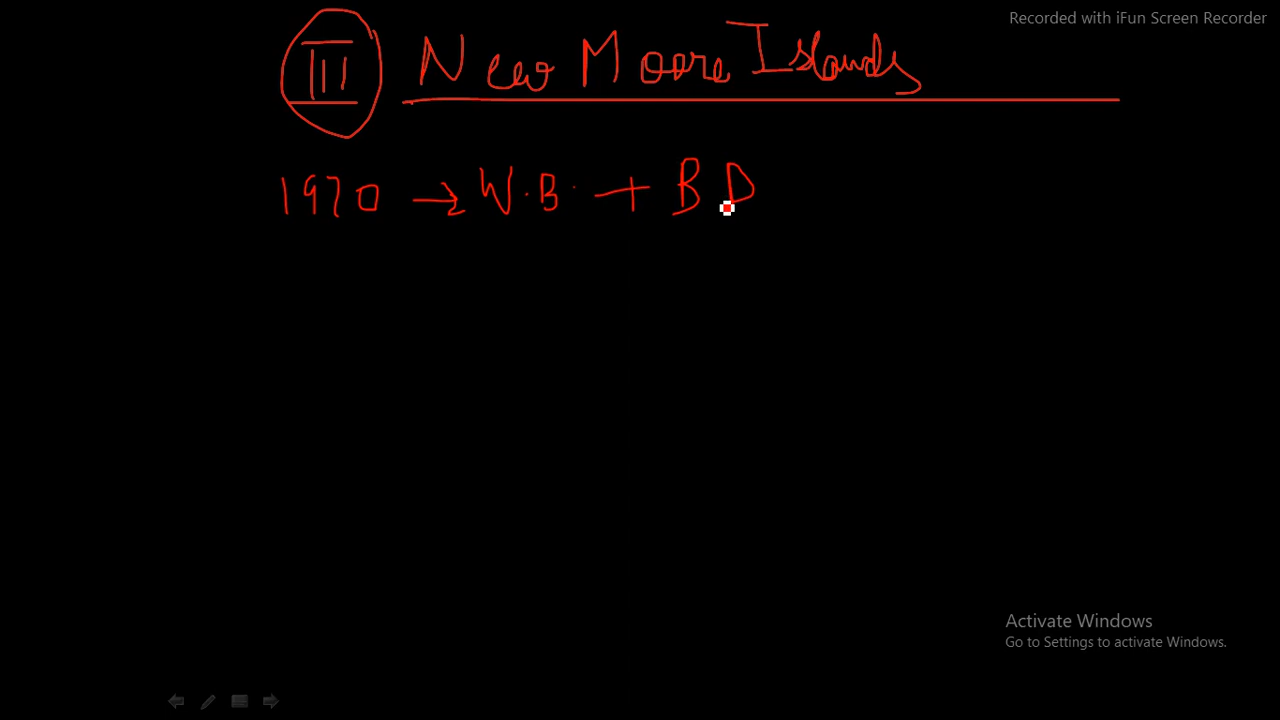 Recorded with iFun Screen Recorder
III New Moore Islands
1970 → W.B. + BD
Activate Windows
Go to Settings to activate Windows.